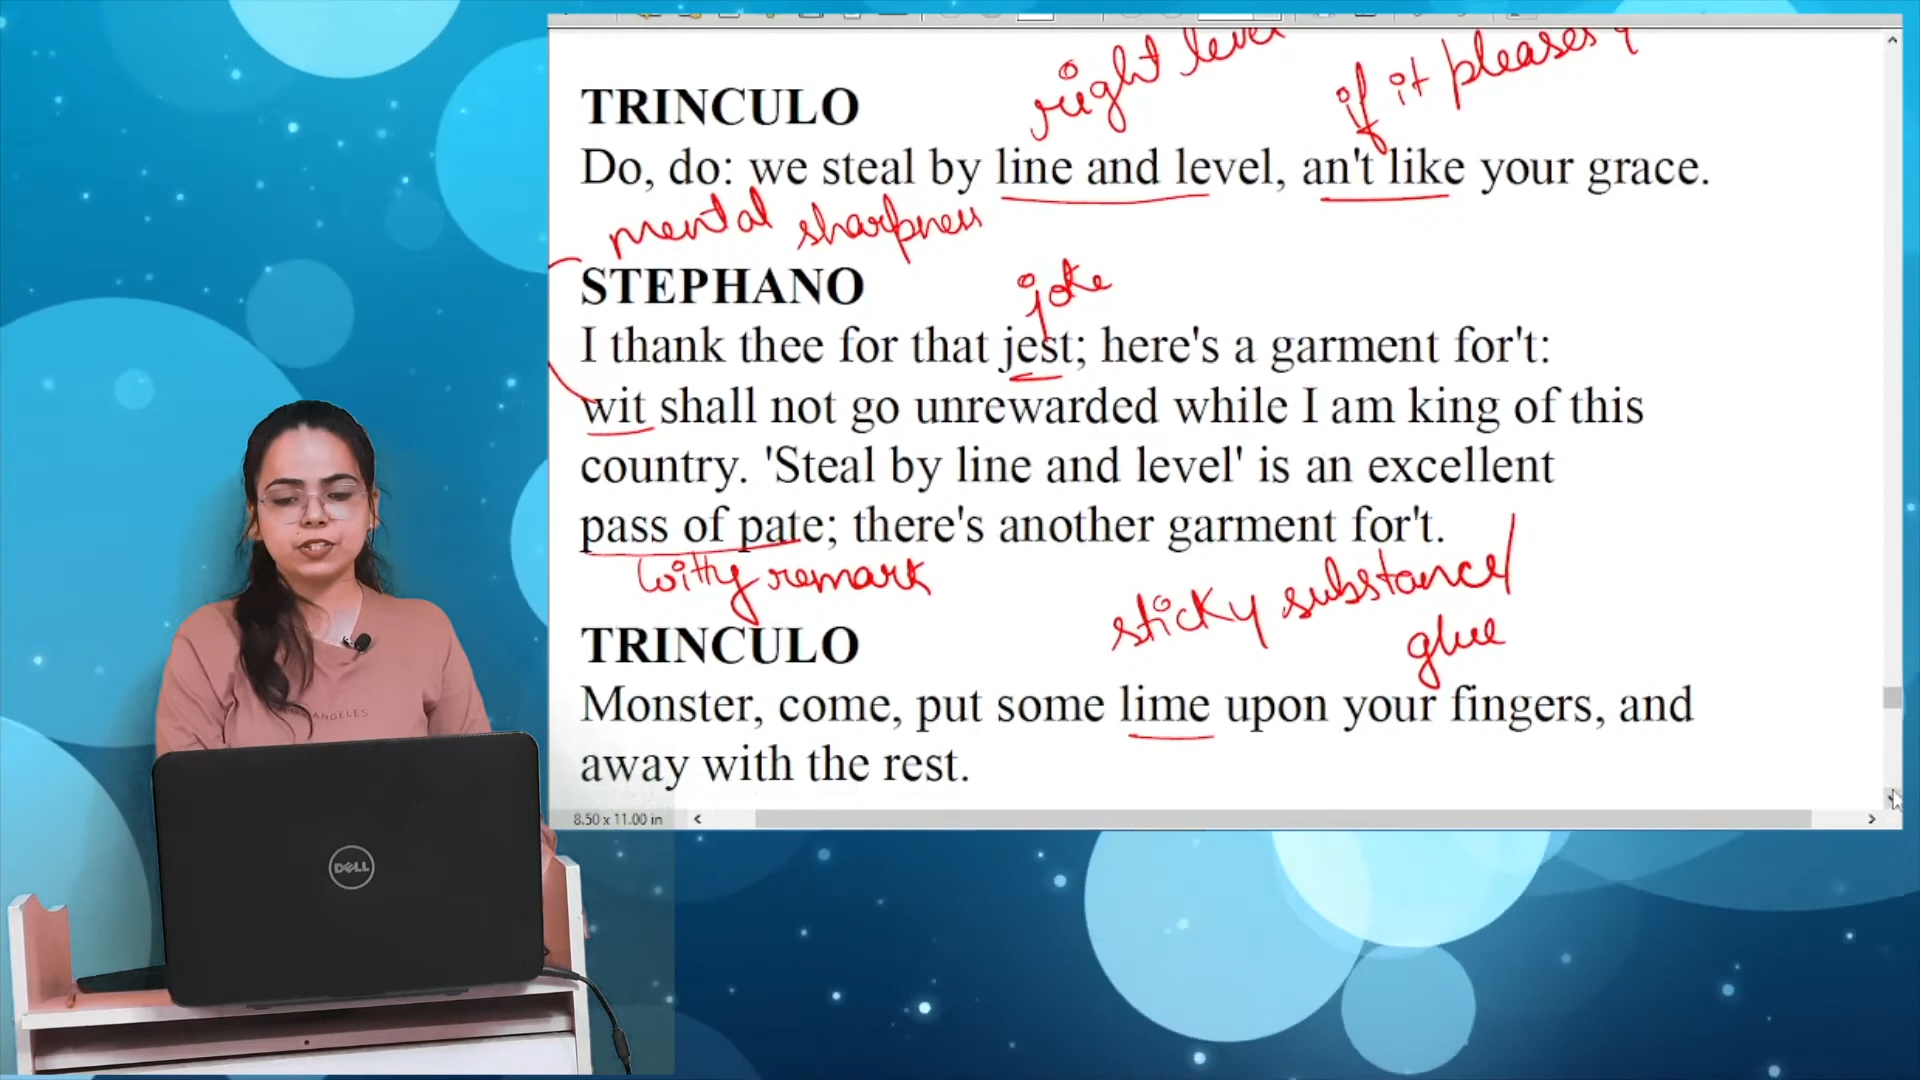 right level
if it pleases
TRINCULO
Do, do: we steal by line and level, an't like your grace.
mental sharpness
STEPHANO
joke
I thank thee for that jest; here's a garment for't:
wit shall not go unrewarded while I am king of this
country. 'Steal by line and level' is an excellent
pass of pate; there's another garment for't.
witty remark
sticky substance/
glue
TRINCULO
Monster, come, put some lime upon your fingers, and
away with the rest.
8.50 x 11.00 in
ANGELES
DELL